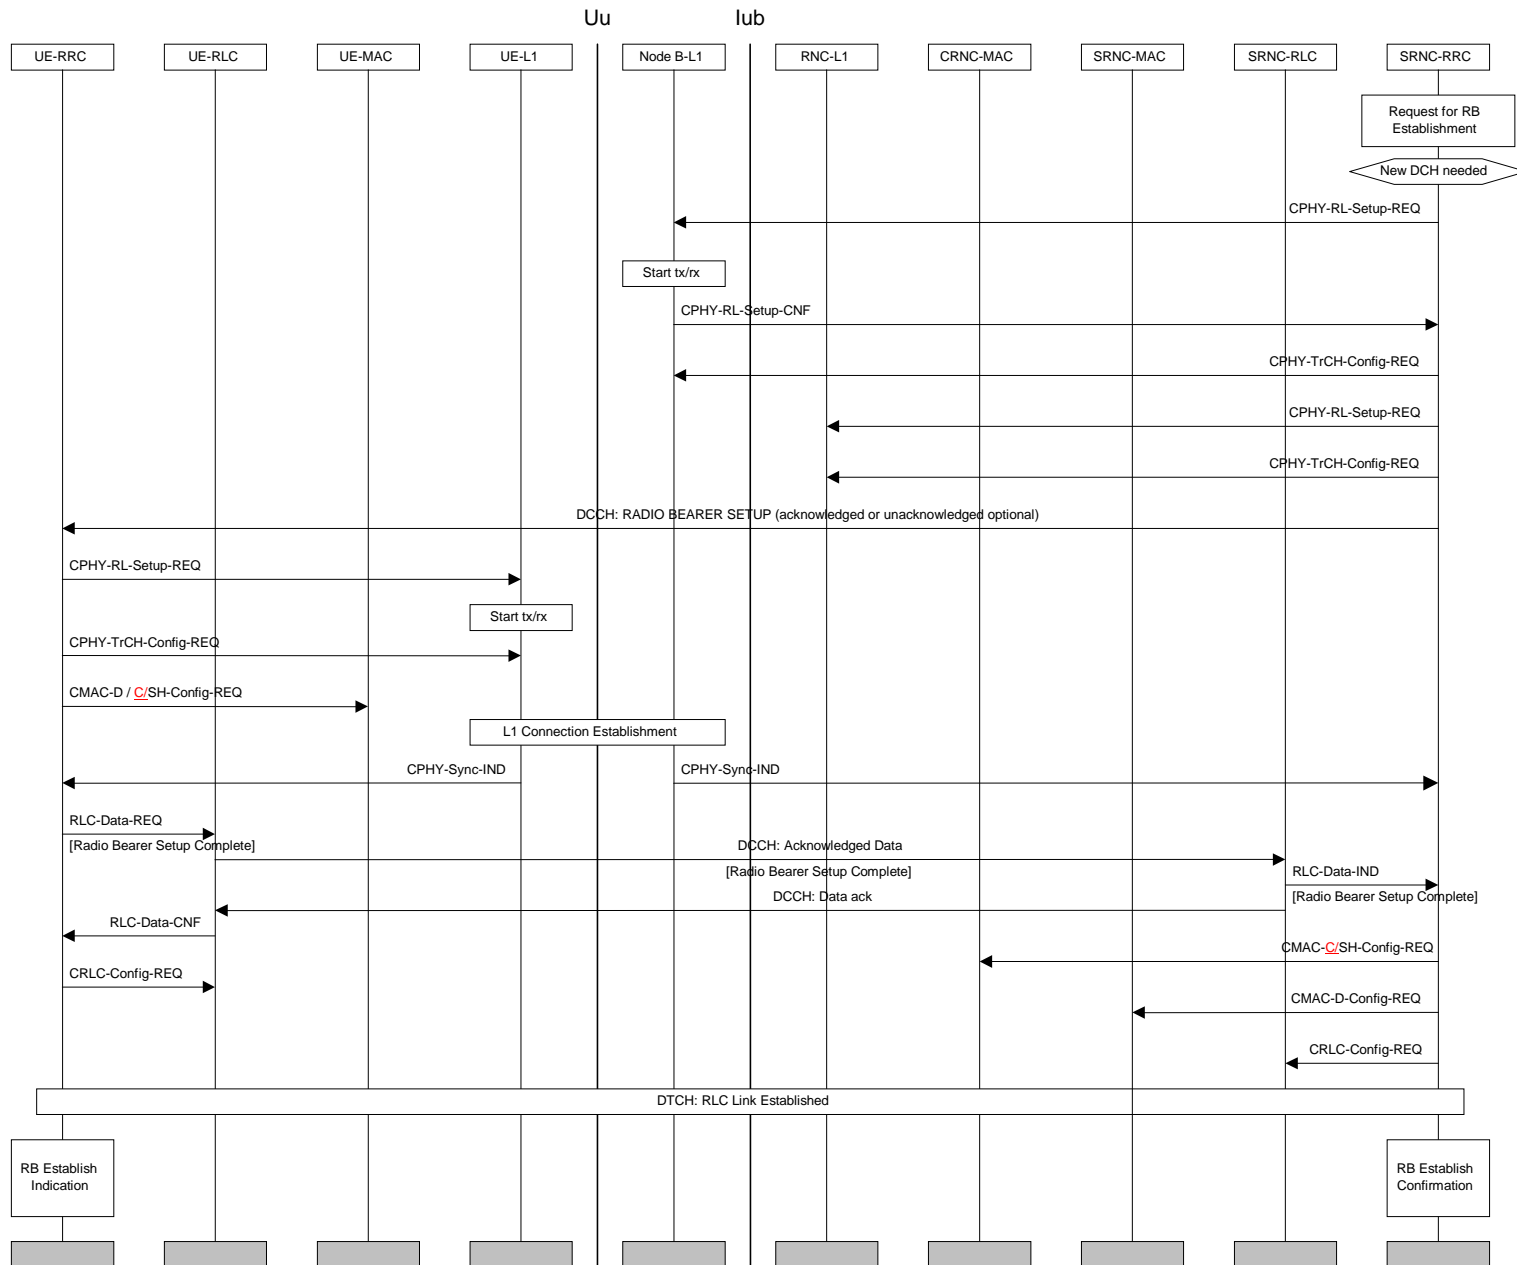 Uu
Iub
UE-RRC
UE-RLC
UE-MAC
UE-L1
Node B-L1
RNC-L1
CRNC-MAC
SRNC-MAC
SRNC-RLC
SRNC-RRC
Request for RB
Establishment
New DCH needed
CPHY-RL-Setup-REQ
Start tx/rx
CPHY-RL-Setup-CNF
CPHY-TrCH-Config-REQ
CPHY-RL-Setup-REQ
CPHY-TrCH-Config-REQ
DCCH: RADIO BEARER SETUP (acknowledged or unacknowledged optional)
CPHY-RL-Setup-REQ
Start tx/rx
CPHY-TrCH-Config-REQ
CMAC-D / C/SH-Config-REQ
L1 Connection Establishment
CPHY-Sync-IND
CPHY-Sync-IND
RLC-Data-REQ
[Radio Bearer Setup Complete]
DCCH: Acknowledged Data
[Radio Bearer Setup Complete]
RLC-Data-IND
[Radio Bearer Setup Complete]
DCCH: Data ack
RLC-Data-CNF
CMAC-C/SH-Config-REQ
CRLC-Config-REQ
CMAC-D-Config-REQ
CRLC-Config-REQ
DTCH: RLC Link Established
RB Establish
Indication
RB Establish
Confirmation